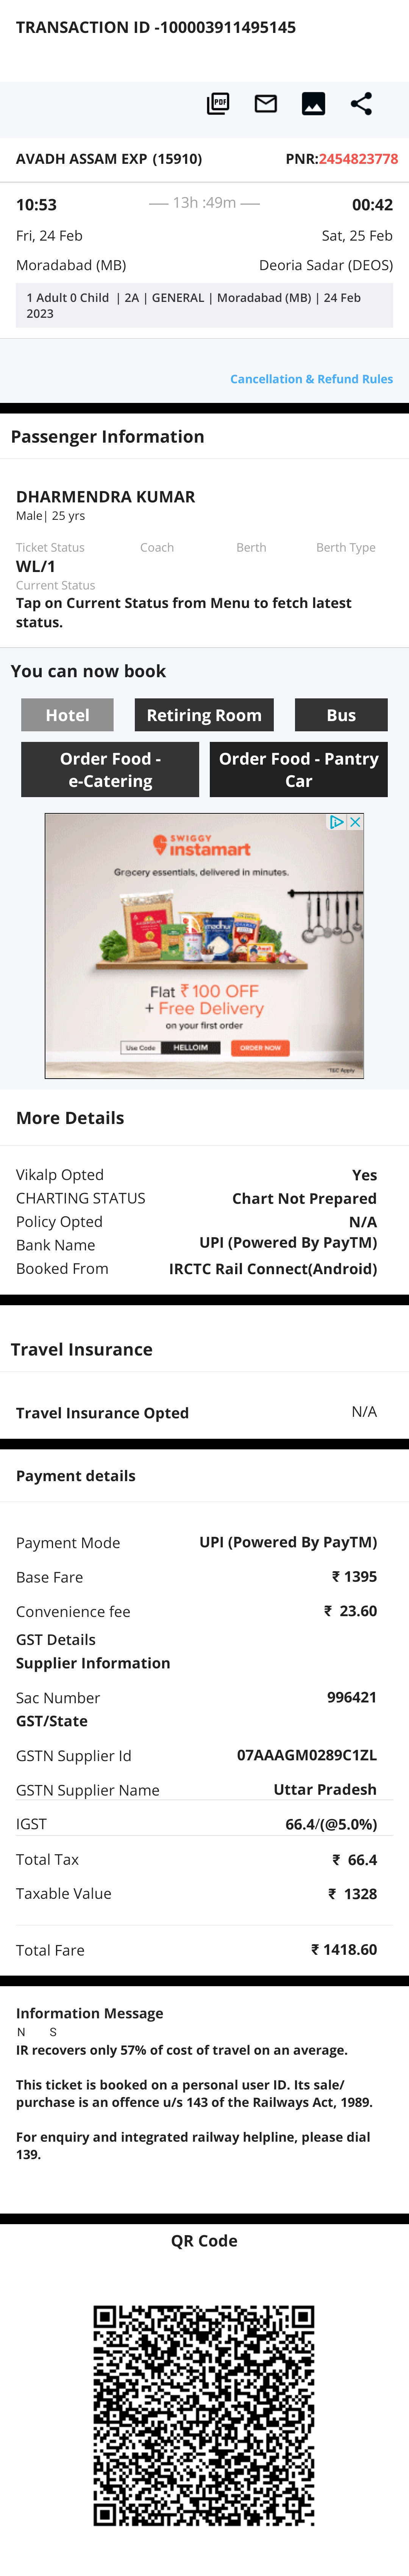 TRANSACTION ID -100003911495145
PDF
AVADH ASSAM EXP (15910) PNR:2454823778
10:53 13h :49m 00:42
Fri, 24 Feb Sat, 25 Feb
Moradabad (MB) Deoria Sadar (DEOS)
1 Adult 0 Child | 2A | GENERAL | Moradabad (MB) | 24 Feb
2023
Cancellation & Refund Rules
Passenger Information
DHARMENDRA KUMAR
Male| 25 yrs
Ticket Status Coach Berth Berth Type
WL/1
Current Status
Tap on Current Status from Menu to fetch latest
status.
You can now book
Hotel Retiring Room Bus
Order Food - Order Food - Pantry
e-Catering Car
SWIGGY
instamart
Grocery essentials, delivered in minutes.
madhur
Flat ₹100 OFF
+ Free Delivery
on your first order
Use Code HELLOIM ORDER NOW
*T&C Apply
More Details
Vikalp Opted Yes
CHARTING STATUS Chart Not Prepared
Policy Opted N/A
Bank Name UPI (Powered By PayTM)
Booked From IRCTC Rail Connect(Android)
Travel Insurance
Travel Insurance Opted N/A
Payment details
Payment Mode UPI (Powered By PayTM)
Base Fare ₹ 1395
Convenience fee ₹ 23.60
GST Details
Supplier Information
Sac Number 996421
GST/State
GSTN Supplier Id 07AAAGM0289C1ZL
GSTN Supplier Name Uttar Pradesh
IGST 66.4/(@5.0%)
Total Tax ₹ 66.4
Taxable Value ₹ 1328
Total Fare ₹ 1418.60
Information Message
N S
IR recovers only 57% of cost of travel on an average.
This ticket is booked on a personal user ID. Its sale/
purchase is an offence u/s 143 of the Railways Act, 1989.
For enquiry and integrated railway helpline, please dial
139.
QR Code